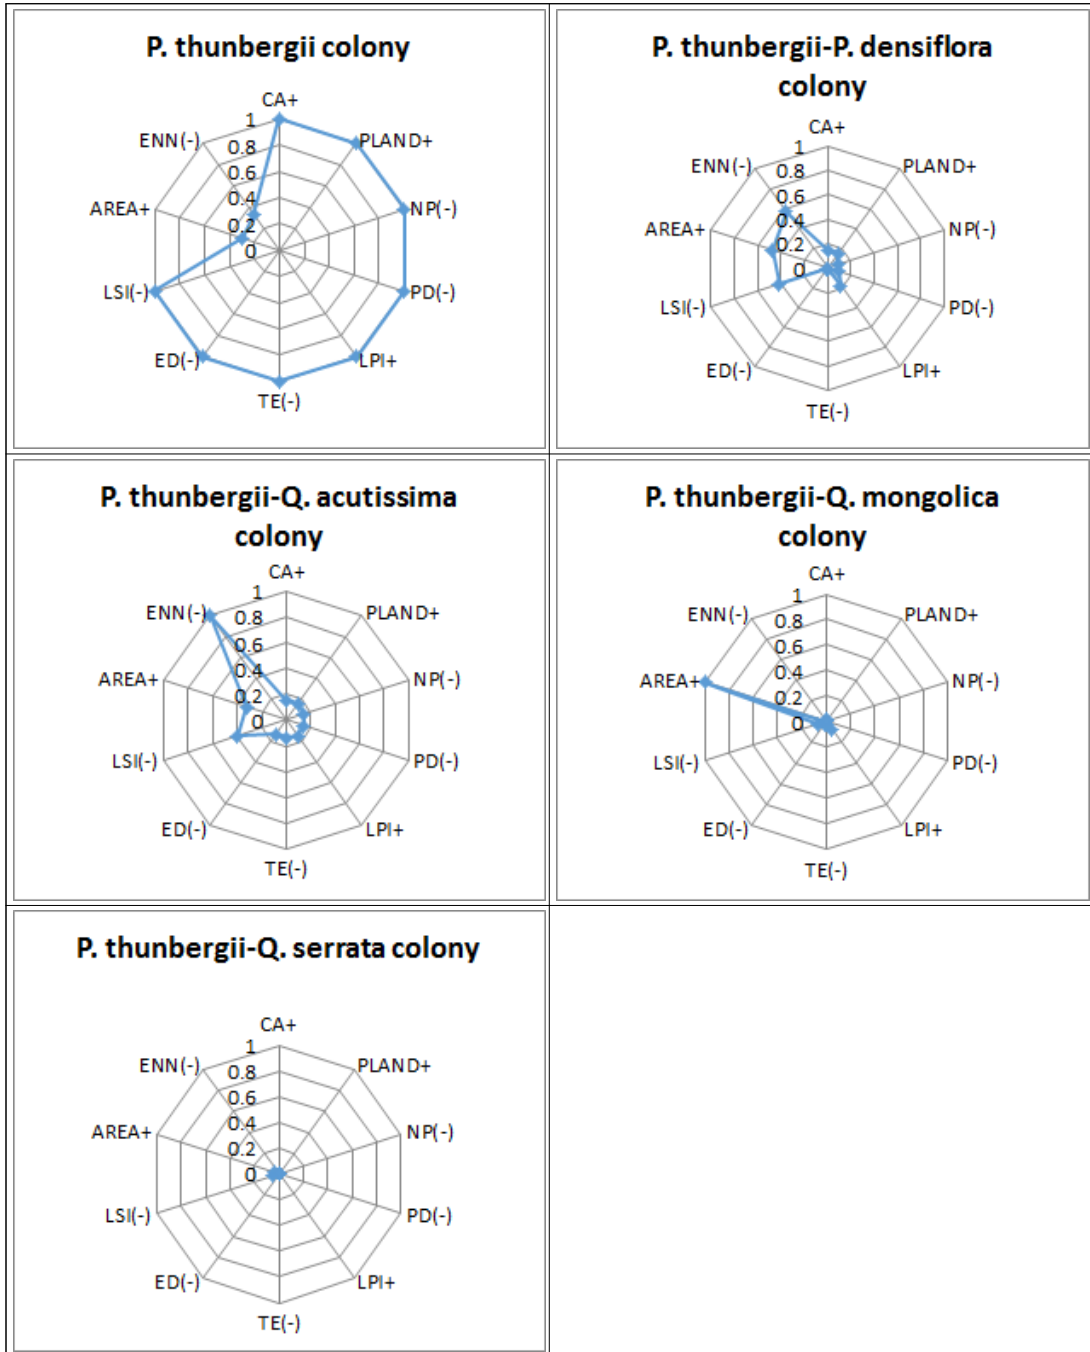 P. thunbergii colony
CA+
PLAND+
NP(-)
PD(-)
LPI+
TE(-)
ED(-)
LSI(-)
AREA+
ENN(-)
1
0.8
0.6
0.4
0.2
0
P. thunbergii-P. densiflora
colony
CA+
PLAND+
NP(-)
PD(-)
LPI+
TE(-)
ED(-)
LSI(-)
AREA+
ENN(-)
1
0.8
0.6
0.4
0.2
0
P. thunbergii-Q. acutissima
colony
CA+
PLAND+
NP(-)
PD(-)
LPI+
TE(-)
ED(-)
LSI(-)
AREA+
ENN(-)
1
0.8
0.6
0.4
0.2
0
P. thunbergii-Q. mongolica
colony
CA+
PLAND+
NP(-)
PD(-)
LPI+
TE(-)
ED(-)
LSI(-)
AREA+
ENN(-)
1
0.8
0.6
0.4
0.2
0
P. thunbergii-Q. serrata colony
CA+
PLAND+
NP(-)
PD(-)
LPI+
TE(-)
ED(-)
LSI(-)
AREA+
ENN(-)
1
0.8
0.6
0.4
0.2
0